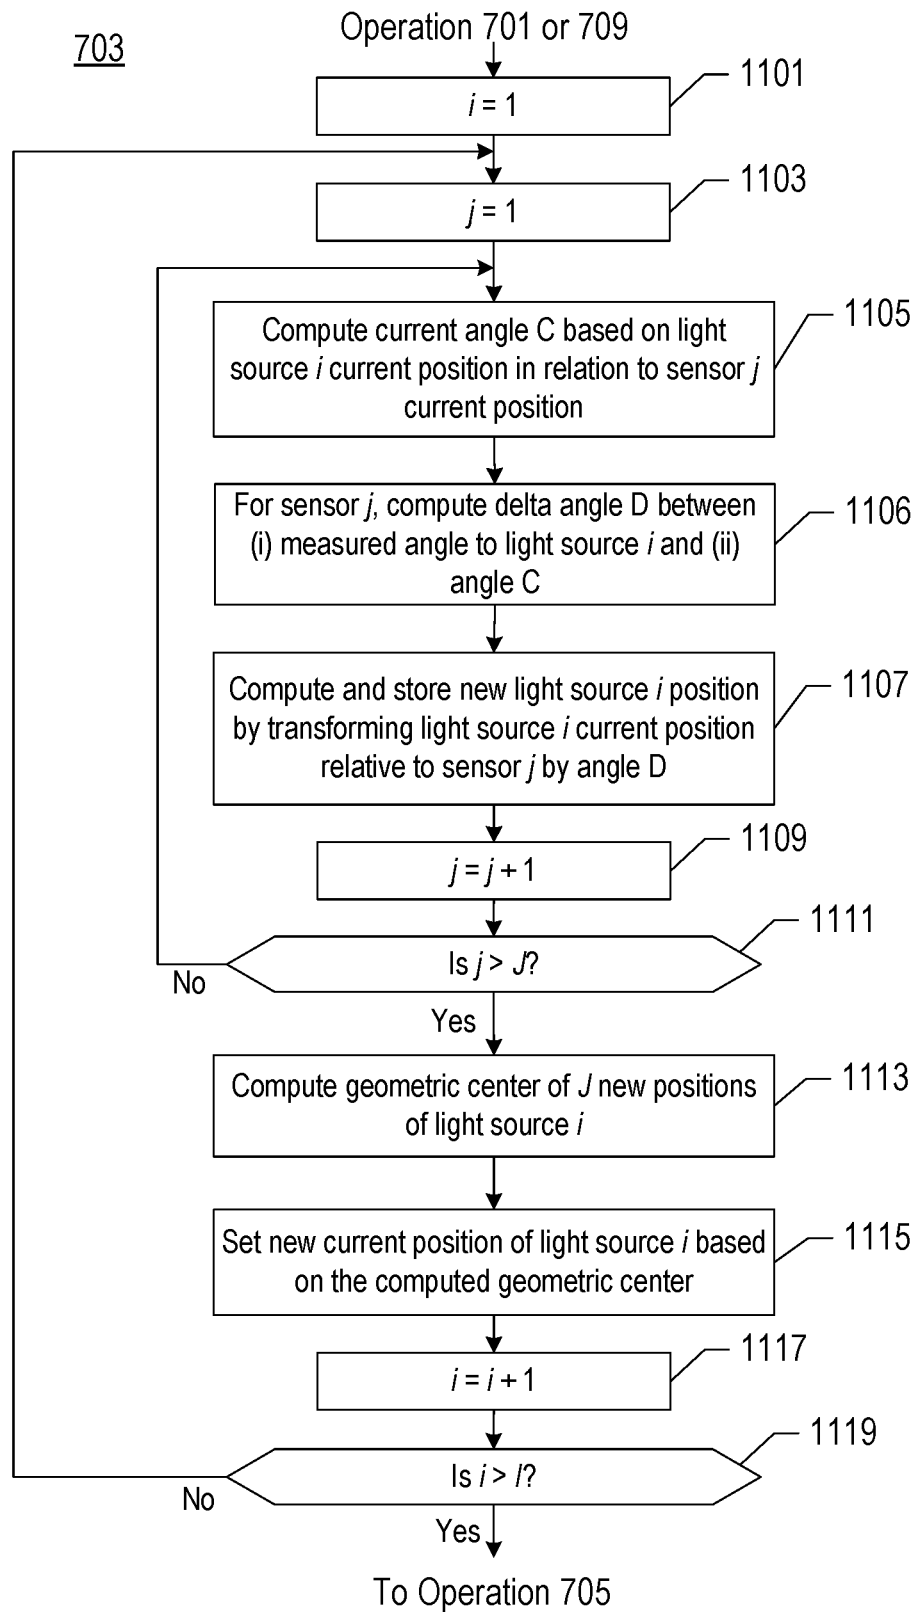 703
Operation 701 or 709
1101
i = 1
1103
j = 1
1105
Compute current angle C based on light
source i current position in relation to sensor j
current position
1106
For sensor j, compute delta angle D between
(i) measured angle to light source i and (ii)
angle C
1107
Compute and store new light source i position
by transforming light source i current position
relative to sensor j by angle D
1109
j = j + 1
1111
Is j > J?
No
Yes
1113
Compute geometric center of J new positions
of light source i
1115
Set new current position of light source i based
on the computed geometric center
1117
i = i + 1
1119
Is i > I?
No
Yes
To Operation 705